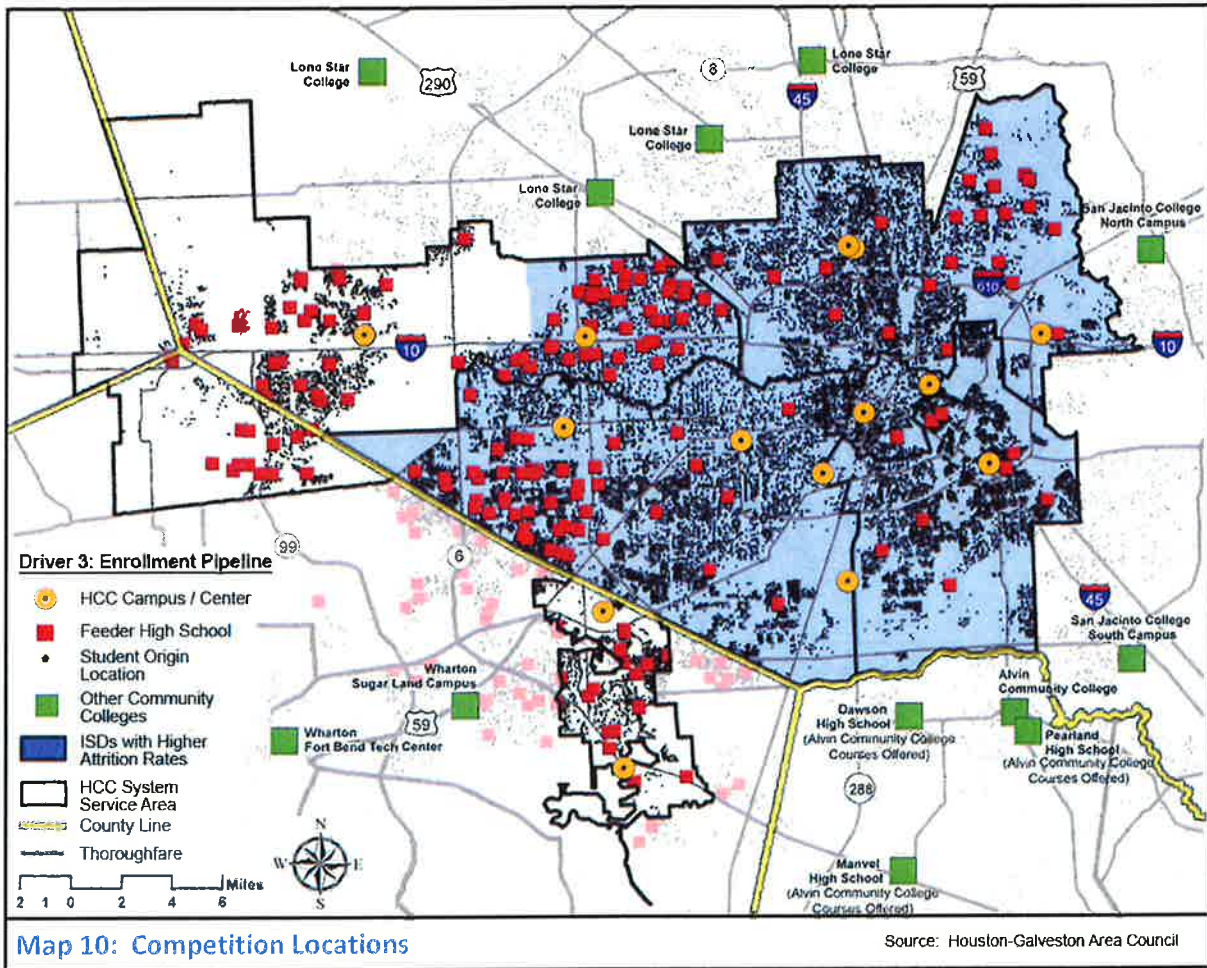 Lone Star
College
290
8
Lone Star
College
45
59
Lone Star
College
Lone Star
College
San Jacinto College
North Campus
610
10
10
99
6
Driver 3: Enrollment Pipeline
HCC Campus / Center
Feeder High School
Student Origin
Location
Other Community
Colleges
ISDs with Higher
Attrition Rates
HCC System
Service Area
County Line
Thoroughfare
2 1 0 2 4 6 Miles
N
W E
S
Wharton
Sugar Land Campus
59
Wharton
Fort Bend Tech Center
45
San Jacinto College
South Campus
Alvin
Community College
Dawson
High School
(Alvin Community College
Courses Offered)
Pearland
High School
(Alvin Community College
Courses Offered)
288
Manvel
High School
(Alvin Community College
Courses Offered)
Map 10: Competition Locations
Source: Houston-Galveston Area Council